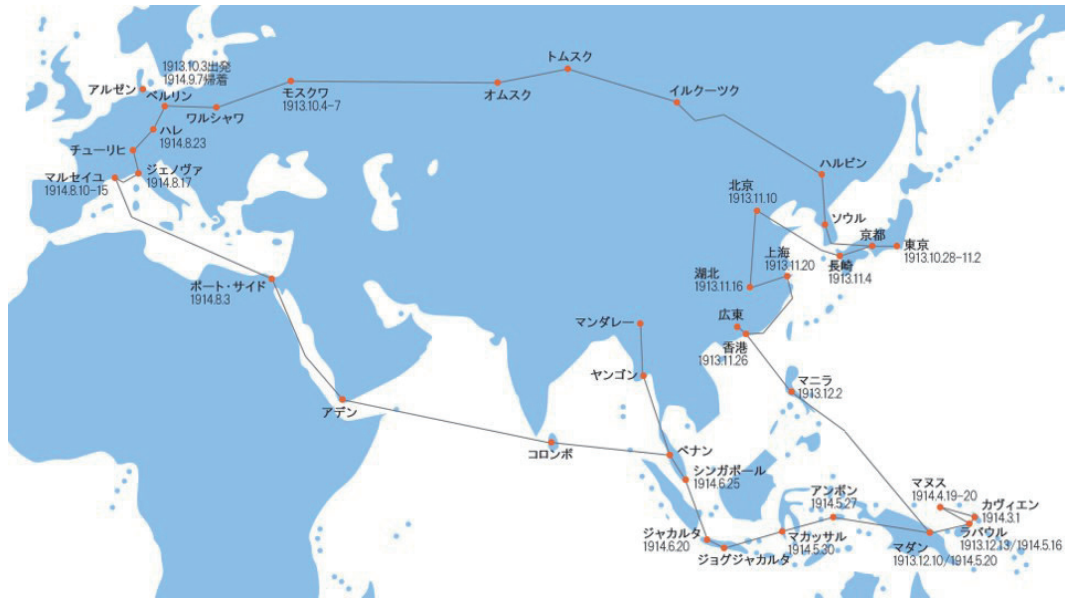 1913.10.3出発
1914.9.7帰着
アルゼン
ベルリン
ワルシャワ
モスクワ
1913.10.4-7
オムスク
トムスク
イルクーツク
ハレ
1914.8.23
チューリヒ
マルセイユ
1914.8.10-15
ジェノヴァ
1914.8.17
ハルビン
北京
1913.11.10
ソウル
京都
東京
1913.10.28-11.2
長崎
1913.11.4
上海
1913.11.20
湖北
1913.11.16
ポート・サイド
1914.8.3
マンダレー
広東
香港
1913.11.26
ヤンゴン
マニラ
1913.12.2
アデン
コロンボ
ペナン
シンガポール
1914.6.25
アンボン
1914.5.27
マヌス
1914.4.19-20
カヴィエン
1914.3.1
ラバウル
1913.12.13/1914.5.16
ジャカルタ
1914.6.20
ジョグジャカルタ
マカッサル
1914.5.30
マダン
1913.12.10/1914.5.20